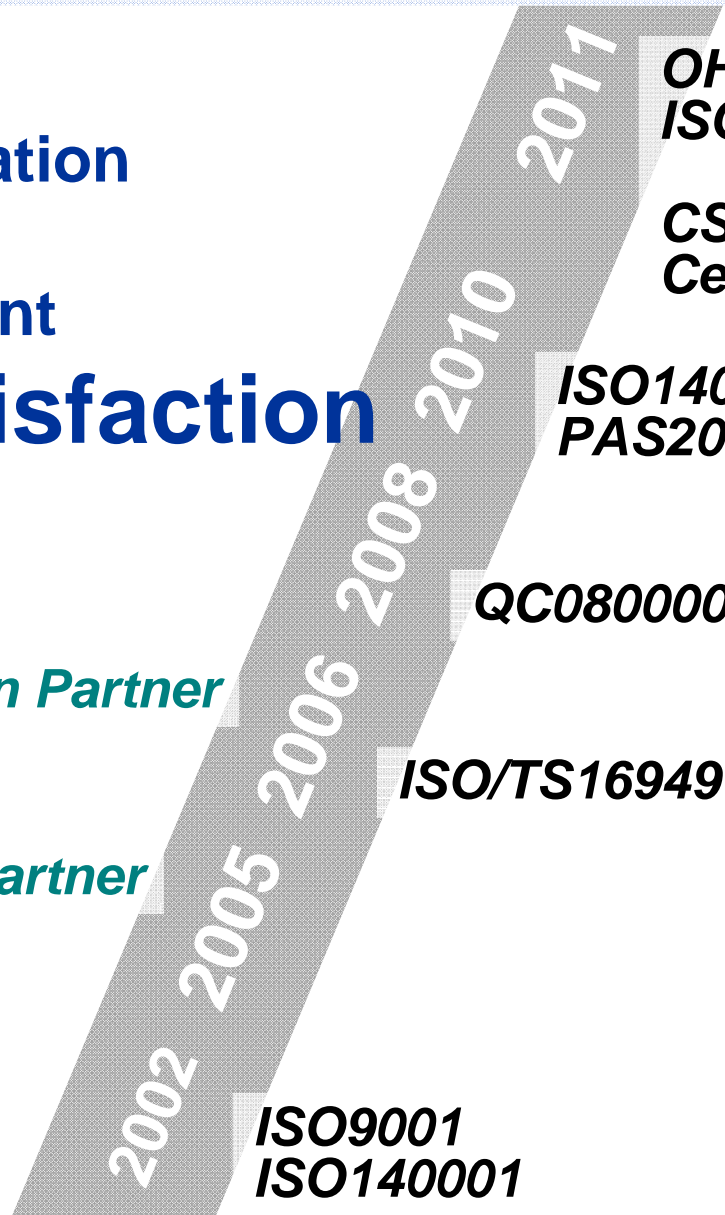 2011
OH
ISO
ation
CS
Ce
nt
2010
isfaction
ISO140
PAS20
2008
QC080000
n Partner
2006
ISO/TS16949
artner
2005
2002
ISO9001
ISO140001